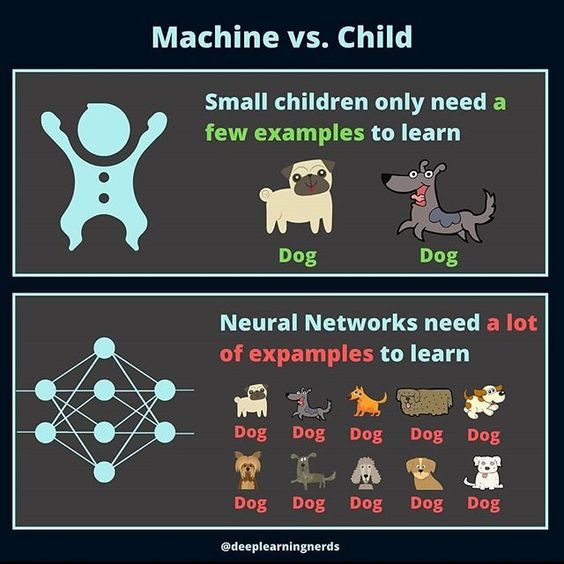 Machine vs. Child
Small children only need a
few examples to learn
Dog Dog
Neural Networks need a lot
of expamples to learn
Dog Dog Dog Dog Dog
Dog Dog Dog Dog Dog
@deeplearningnerds